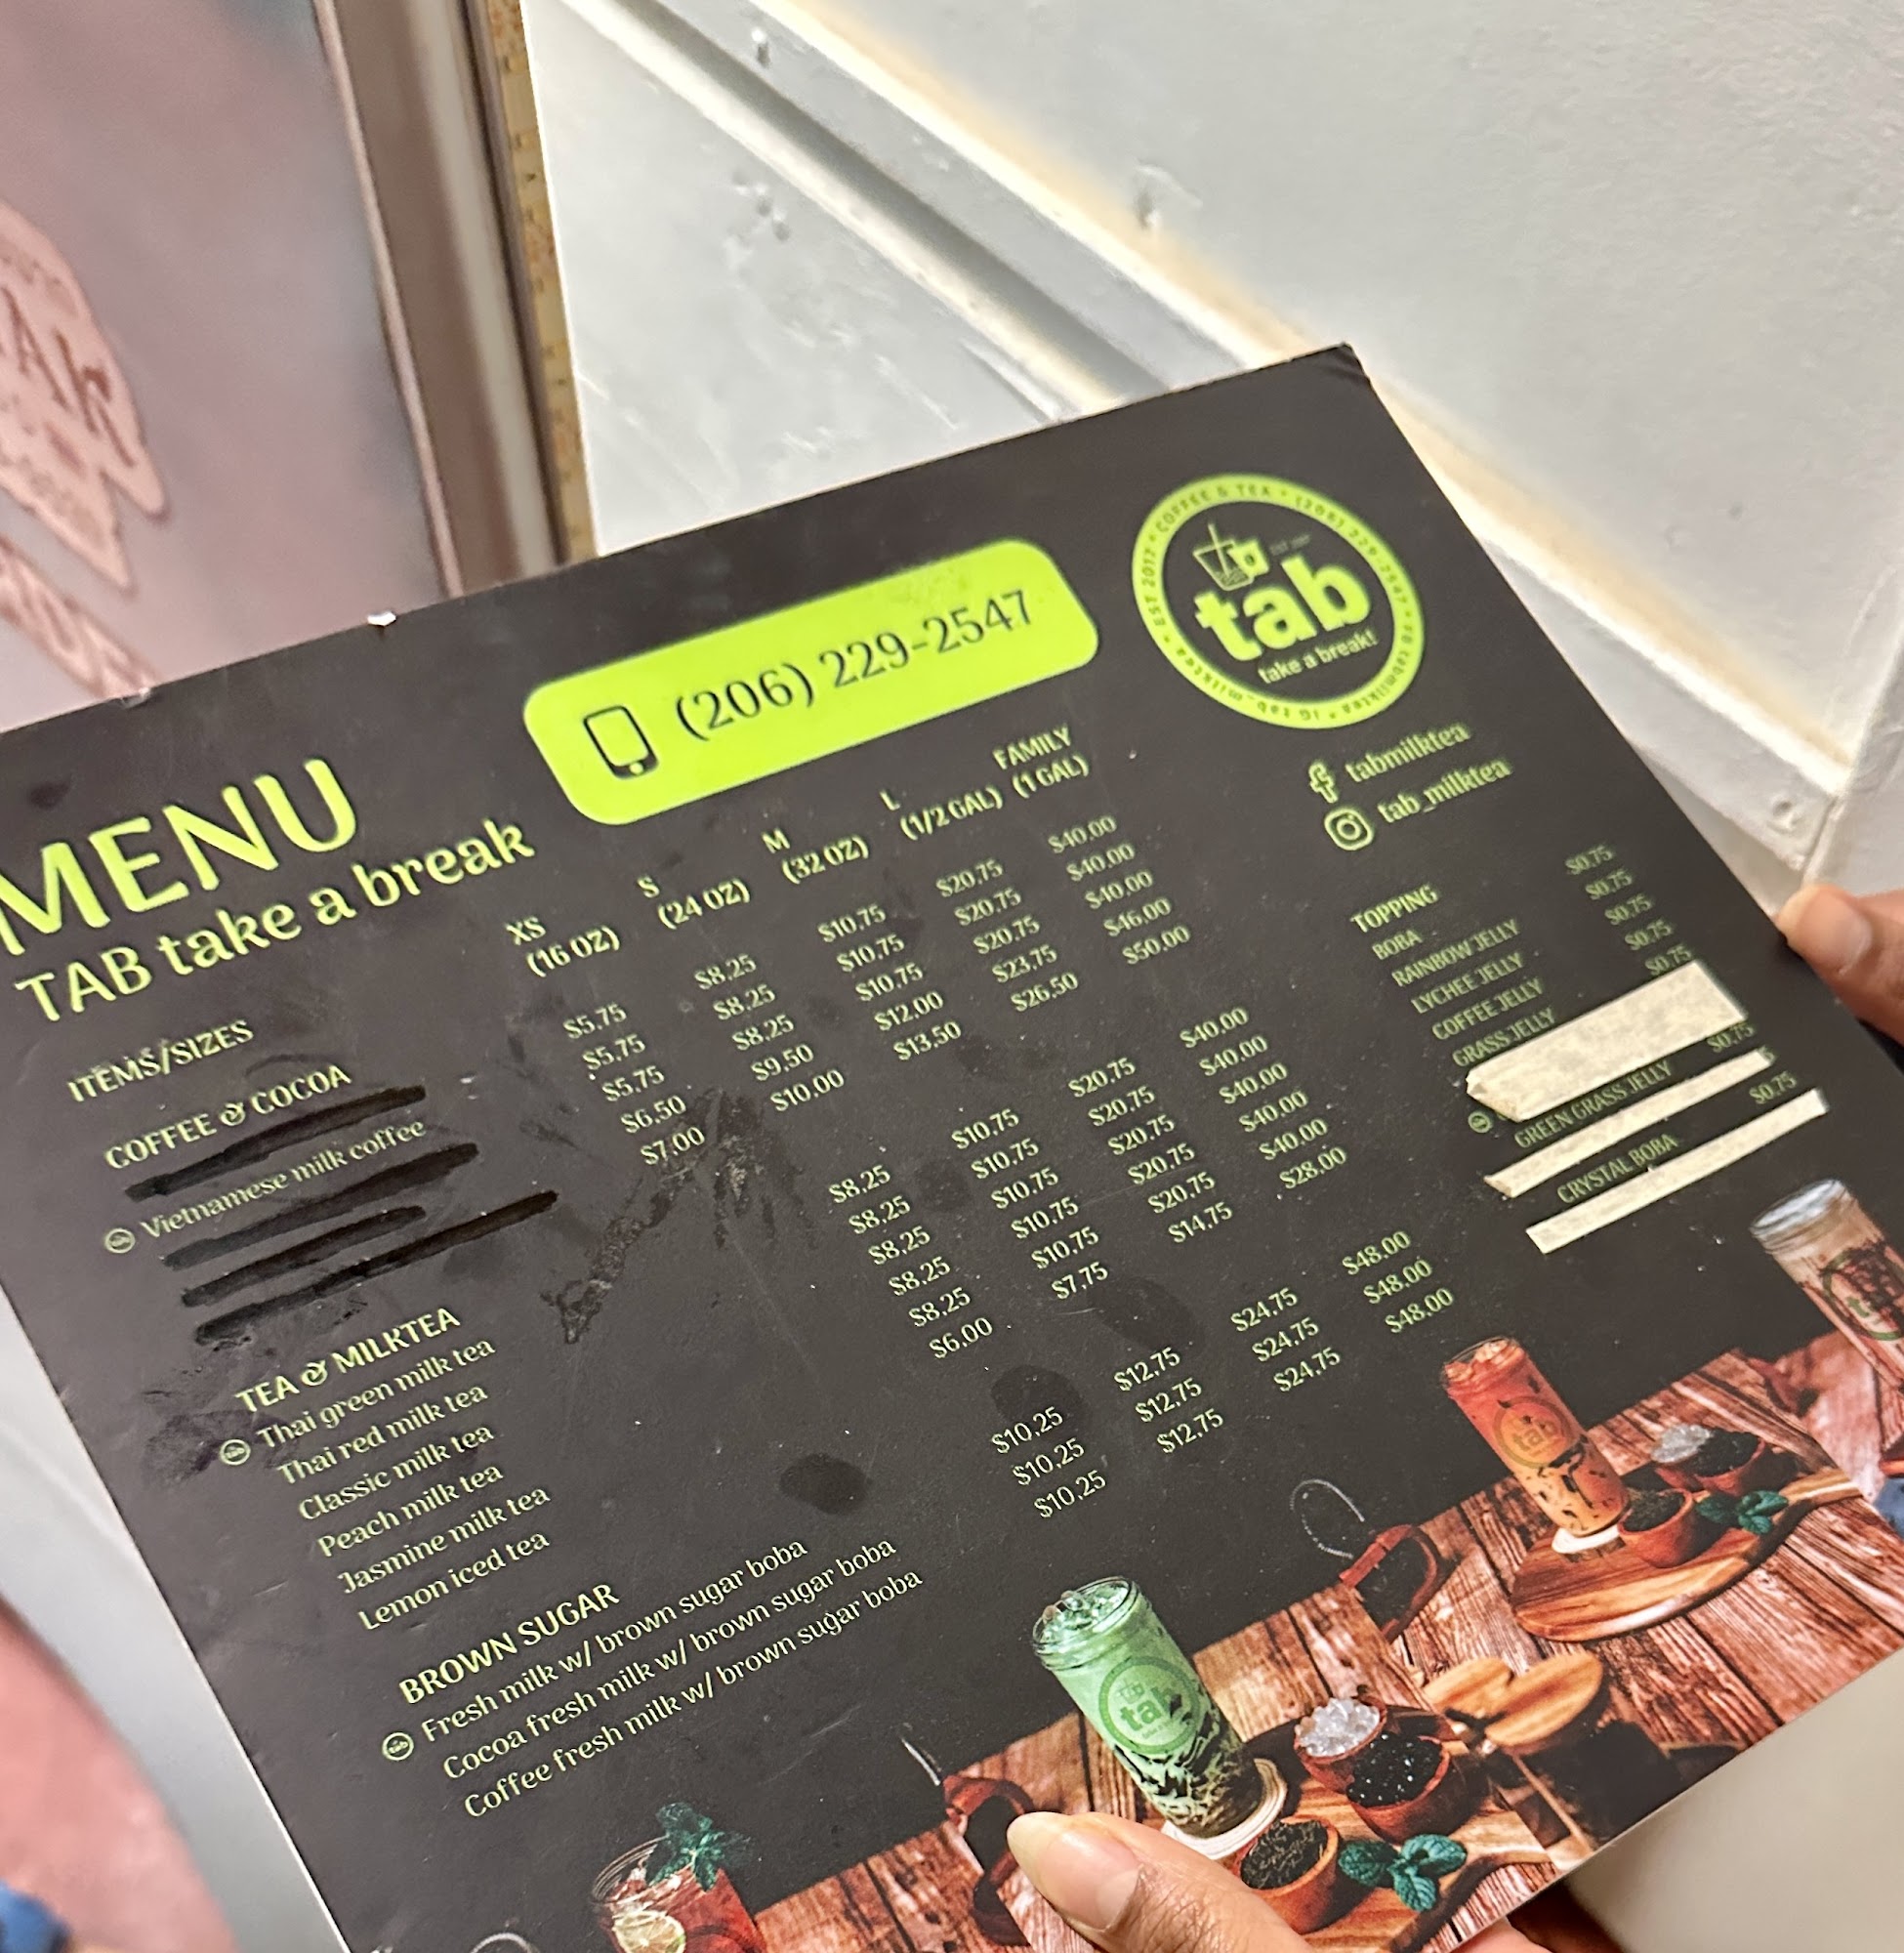 Ak
MENU
TAB take a break
(206) 229-2547
EST 2017 • COFFEE & TEA • (206) 229-2547 • FB tabmilktea • IG tab_milktea
tab
take a break!
tabmilktea
tab_milktea
ITEMS/SIZES
XS (16 OZ)
S (24 OZ)
M (32 OZ)
L (1/2 GAL)
FAMILY (1 GAL)
COFFEE & COCOA
$5.75 $8.25 $10.75 $20.75 $40.00
Vietnamese milk coffee $5.75 $8.25 $10.75 $20.75 $40.00
$5.75 $8.25 $10.75 $20.75 $40.00
$6.50 $9.50 $12.00 $23.75 $46.00
$7.00 $10.00 $13.50 $26.50 $50.00
TEA & MILKTEA
Thai green milk tea $8.25 $10.75 $20.75 $40.00
Thai red milk tea $8.25 $10.75 $20.75 $40.00
Classic milk tea $8.25 $10.75 $20.75 $40.00
Peach milk tea $8.25 $10.75 $20.75 $40.00
Jasmine milk tea $8.25 $10.75 $20.75 $40.00
Lemon iced tea $6.00 $7.75 $14.75 $28.00
BROWN SUGAR
Fresh milk w/ brown sugar boba $10.25 $12.75 $24.75 $48.00
Cocoa fresh milk w/ brown sugar boba $10.25 $12.75 $24.75 $48.00
Coffee fresh milk w/ brown sugar boba $10.25 $12.75 $24.75 $48.00
TOPPING
BOBA $0.75
RAINBOW JELLY $0.75
LYCHEE JELLY $0.75
COFFEE JELLY $0.75
GRASS JELLY $0.75
GREEN GRASS JELLY $0.75
CRYSTAL BOBA $0.75
tab
tab